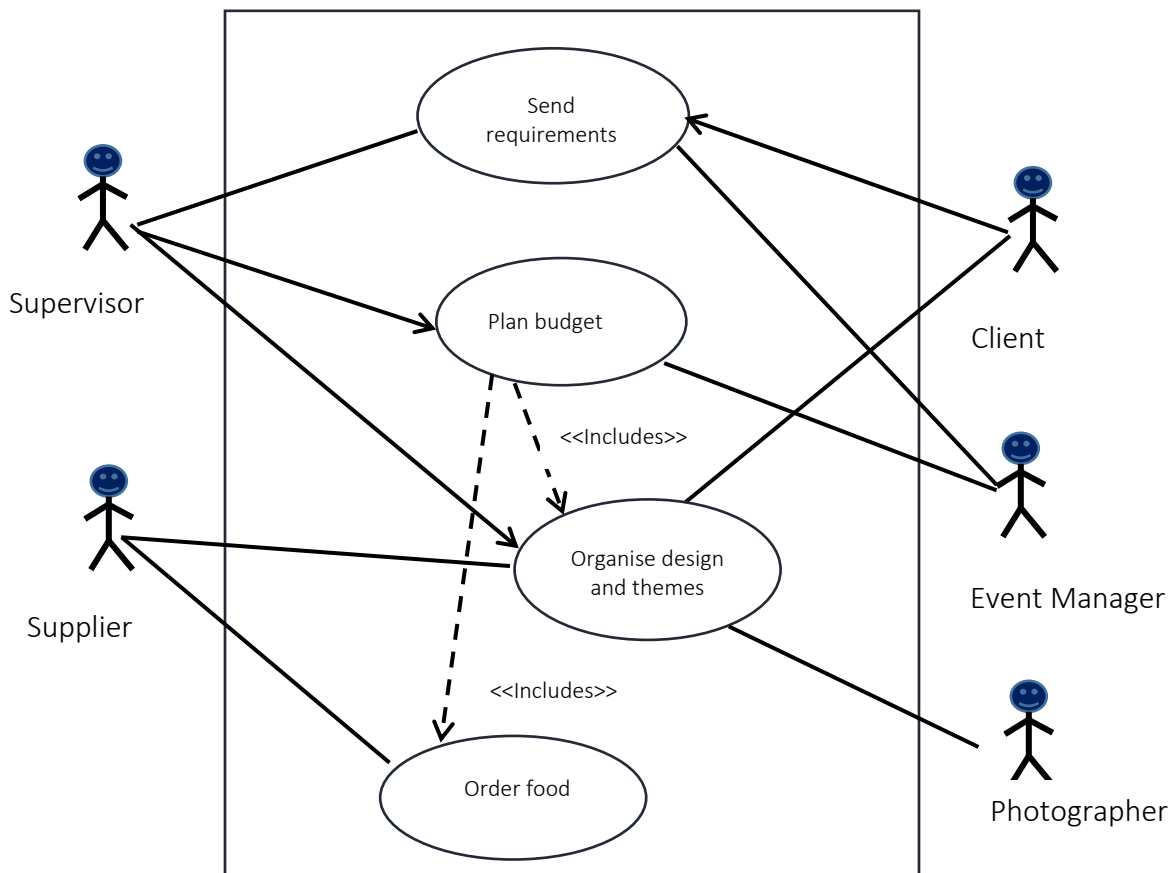 Send
requirements
Supervisor
Plan budget
Client
<<Includes>>
Organise design
and themes
Event Manager
Supplier
<<Includes>>
Order food
Photographer